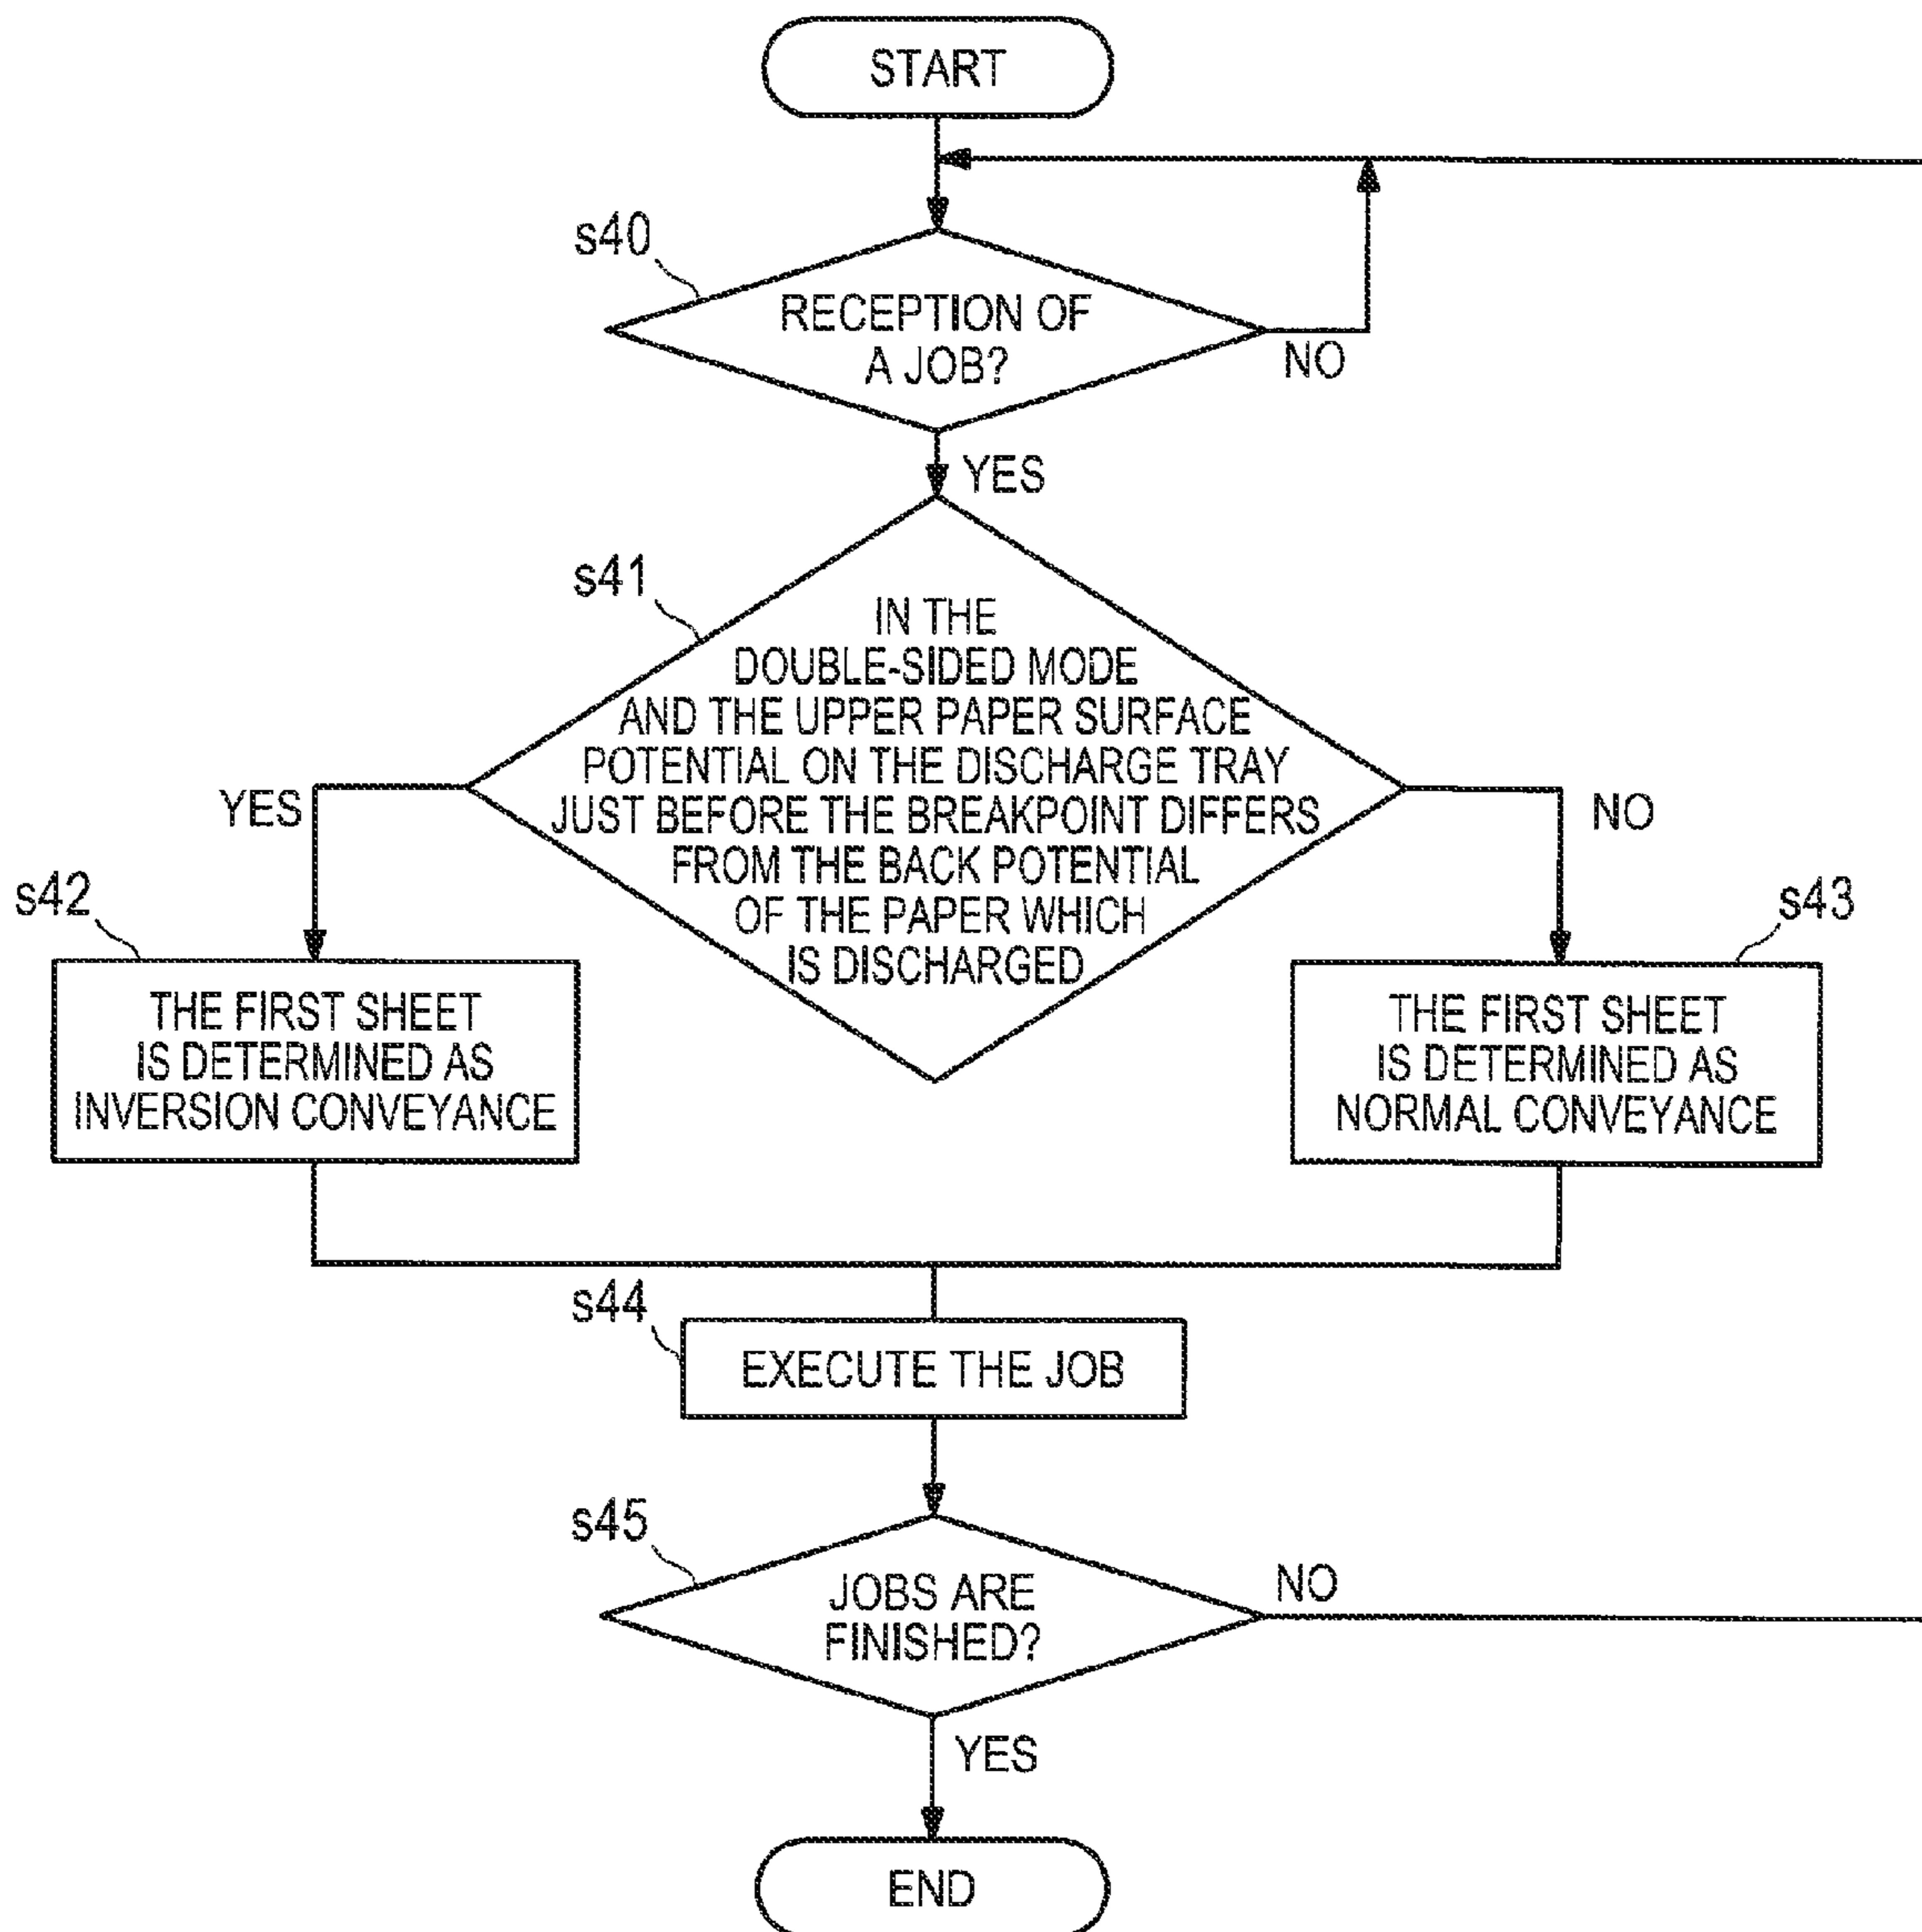 START
s40
RECEPTION OF
A JOB?
NO
YES
s41
IN THE
DOUBLE-SIDED MODE
AND THE UPPER PAPER SURFACE
POTENTIAL ON THE DISCHARGE TRAY
JUST BEFORE THE BREAKPOINT DIFFERS
FROM THE BACK POTENTIAL
OF THE PAPER WHICH
IS DISCHARGED
YES
NO
s42
THE FIRST SHEET
IS DETERMINED AS
INVERSION CONVEYANCE
s43
THE FIRST SHEET
IS DETERMINED AS
NORMAL CONVEYANCE
s44
EXECUTE THE JOB
s45
JOBS ARE
FINISHED?
NO
YES
END